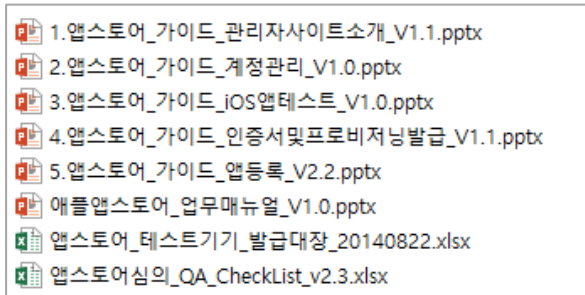 1.앱스토어_가이드_관리자사이트소개_V1.1.pptx
2.앱스토어_가이드_계정관리_V1.0.pptx
3.앱스토어_가이드_iOS앱테스트_V1.0.pptx
4.앱스토어_가이드_인증서및프로비저닝발급_V1.1.pptx
5.앱스토어_가이드_앱등록_V2.2.pptx
애플앱스토어_업무매뉴얼_V1.0.pptx
앱스토어_테스트기기_발급대장_20140822.xlsx
앱스토어심의_QA_CheckList_v2.3.xlsx